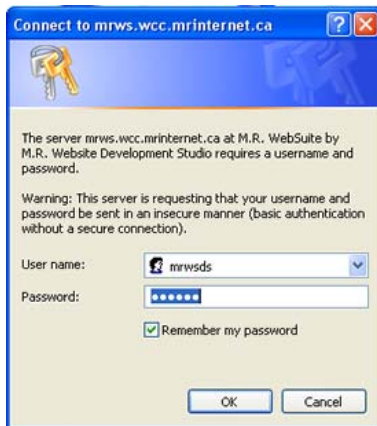 Connect to mrws.wcc.mrinternet.ca
The server mrws.wcc.mrinternet.ca at M.R. WebSuite by
M.R. Website Development Studio requires a username and
password.
Warning: This server is requesting that your username and
password be sent in an insecure manner (basic authentication
without a secure connection).
User name:
mrwsds
Password:
••••••
Remember my password
OK
Cancel